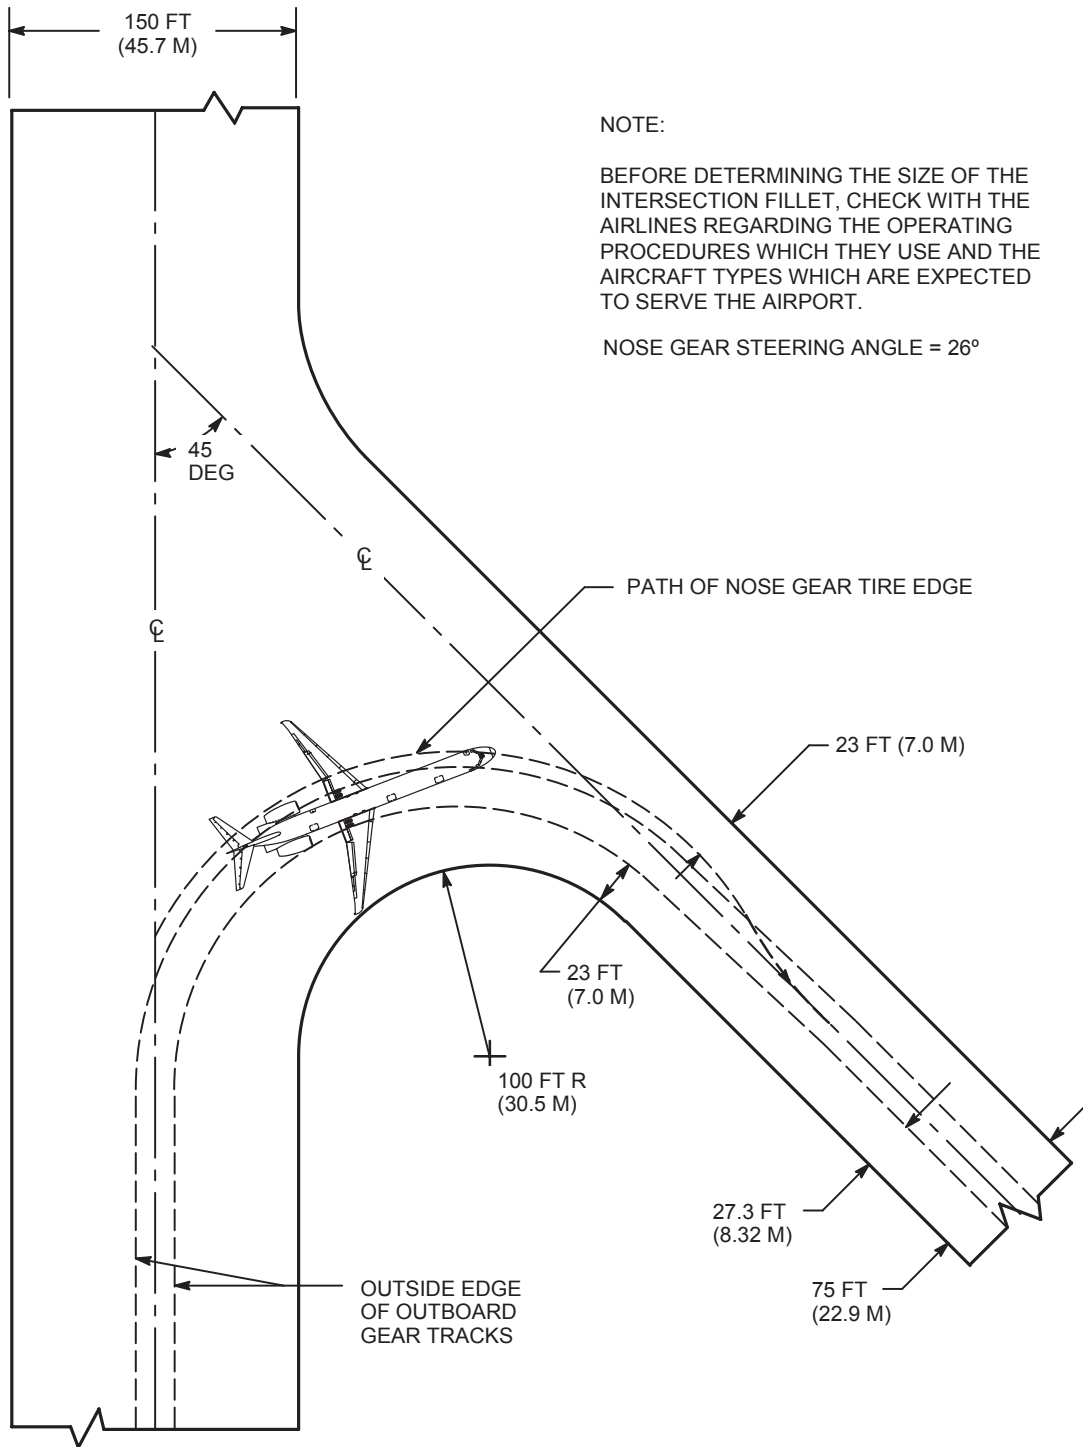 150 FT
(45.7 M)
NOTE:
BEFORE DETERMINING THE SIZE OF THE
INTERSECTION FILLET, CHECK WITH THE
AIRLINES REGARDING THE OPERATING
PROCEDURES WHICH THEY USE AND THE
AIRCRAFT TYPES WHICH ARE EXPECTED
TO SERVE THE AIRPORT.
NOSE GEAR STEERING ANGLE = 26º
45
DEG
℄
PATH OF NOSE GEAR TIRE EDGE
℄
23 FT (7.0 M)
23 FT
(7.0 M)
100 FT R
(30.5 M)
27.3 FT
(8.32 M)
75 FT
(22.9 M)
OUTSIDE EDGE
OF OUTBOARD
GEAR TRACKS